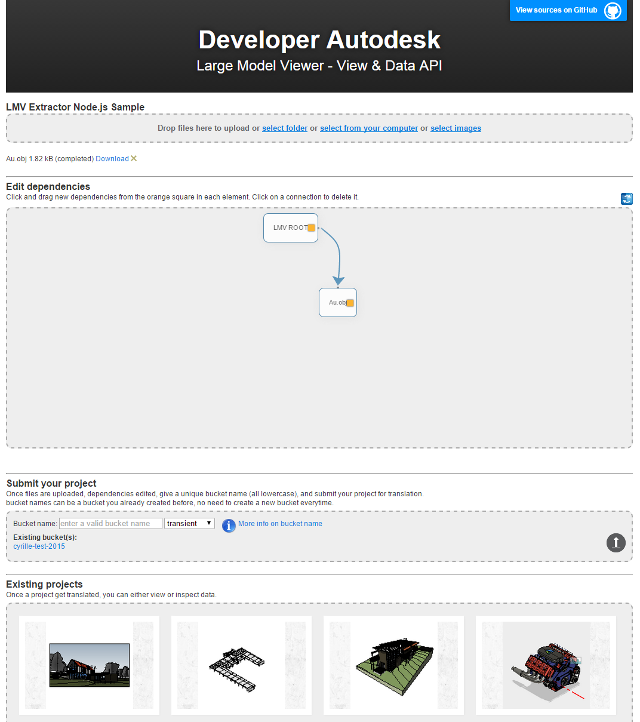 View sources on GitHub
Developer Autodesk
Large Model Viewer - View & Data API
LMV Extractor Node.js Sample
Drop files here to upload or select folder or select from your computer or select images
Au.obj 1.82 kB (completed) Download
Edit dependencies
Click and drag new dependencies from the orange square in each element. Click on a connection to delete it.
LMV ROOT
Au.obj
Submit your project
Once files are uploaded, dependencies edited, give a unique bucket name (all lowercase), and submit your project for translation.
bucket names can be a bucket you already created before, no need to create a new bucket everytime.
Bucket name: enter a valid bucket name transient More info on bucket name
Existing bucket(s):
cyrille-test-2015
Existing projects
Once a project get translated, you can either view or inspect data.